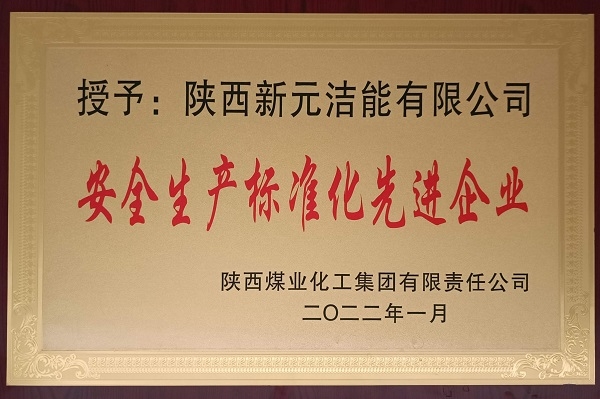 授予：陕西新元洁能有限公司
安全生产标准化先进企业
陕西煤业化工集团有限责任公司
二〇二二年一月